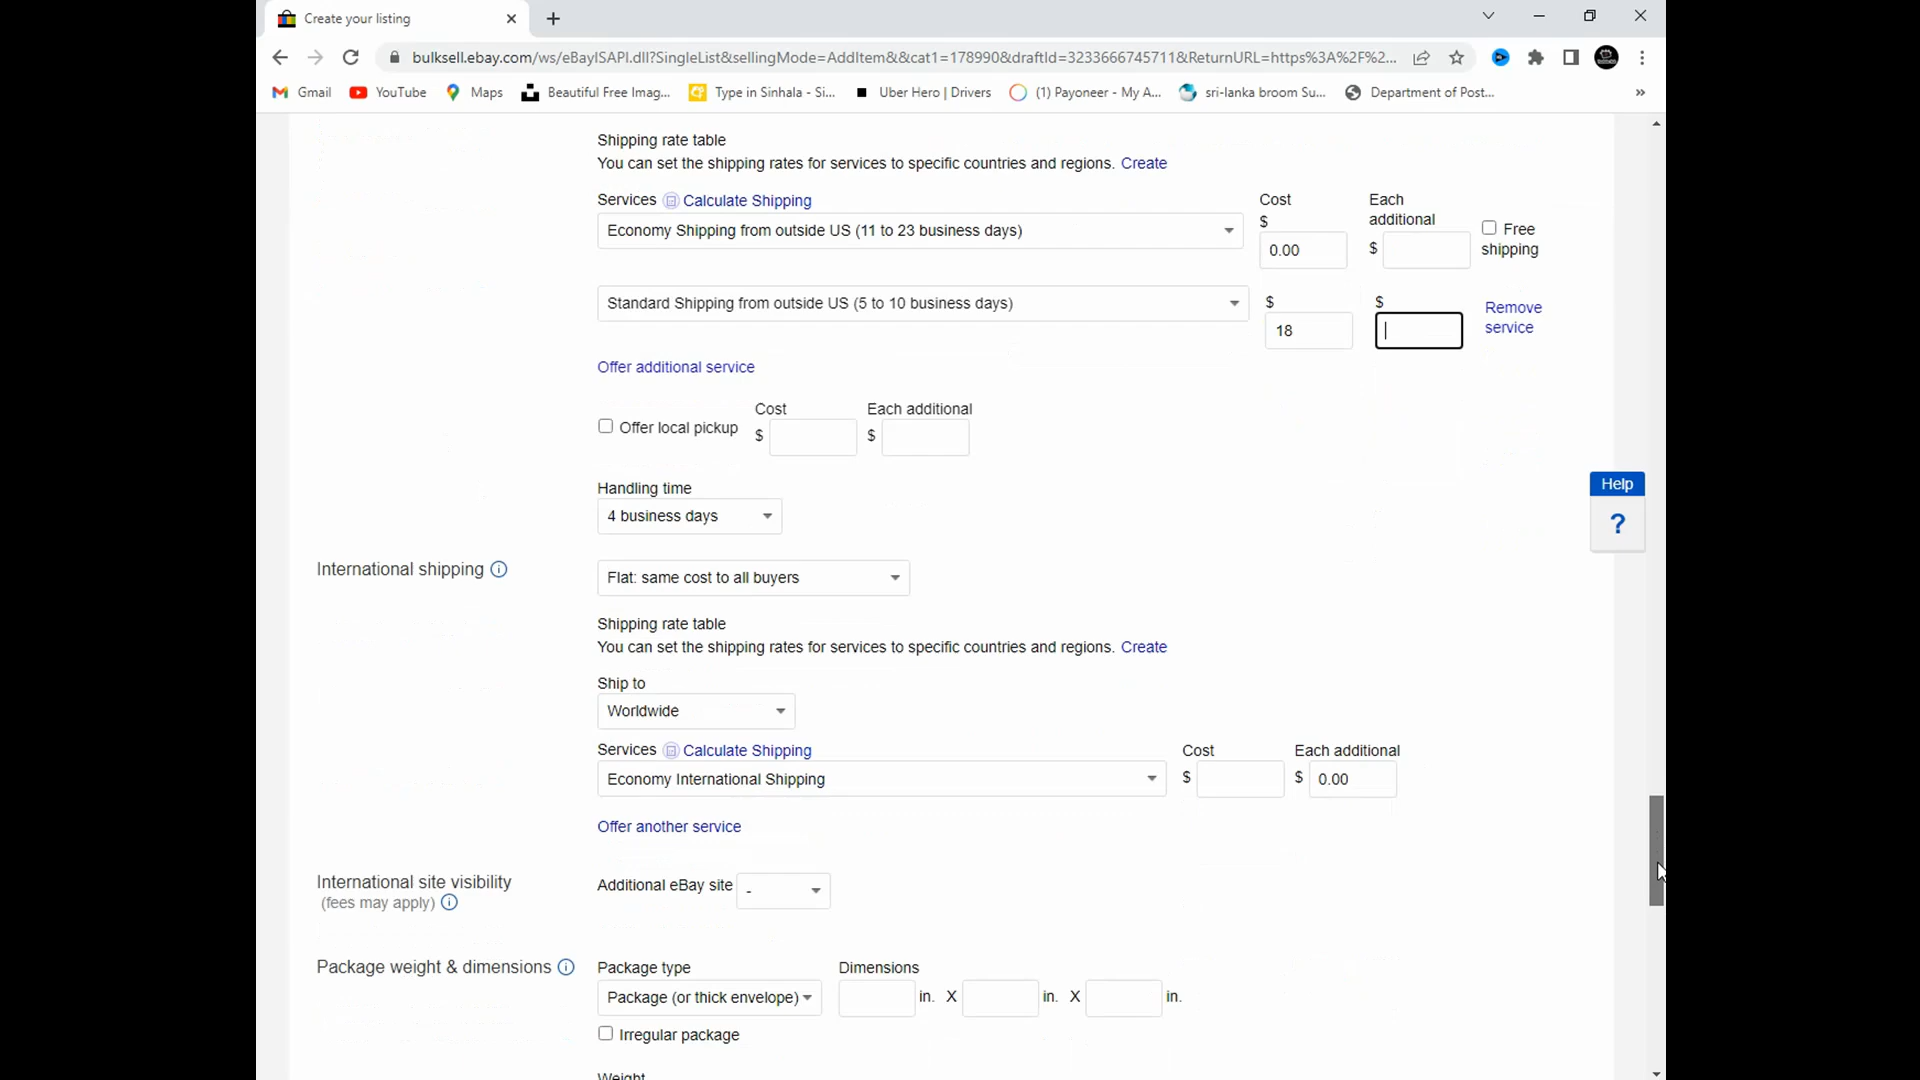 Create your listing
bulksell.ebay.com/ws/eBayISAPI.dll?SingleList&sellingMode=AddItem&&cat1=178990&draftId=3233666745711&ReturnURL=https%3A%2F%2...
Gmail YouTube Maps Beautiful Free Imag... Type in Sinhala - Si... Uber Hero | Drivers (1) Payoneer - My A... sri-lanka broom Su... Department of Post... »
Shipping rate table
You can set the shipping rates for services to specific countries and regions. Create
Services Calculate Shipping Cost Each additional
Economy Shipping from outside US (11 to 23 business days) $ 0.00 $ Free shipping
Standard Shipping from outside US (5 to 10 business days) $ 18 $ Remove service
Offer additional service
Cost Each additional
Offer local pickup $ $
Handling time
4 business days
International shipping Flat: same cost to all buyers
Shipping rate table
You can set the shipping rates for services to specific countries and regions. Create
Ship to
Worldwide
Services Calculate Shipping Cost Each additional
Economy International Shipping $ $ 0.00
Offer another service
International site visibility Additional eBay site -
(fees may apply)
Package weight & dimensions Package type Dimensions
Package (or thick envelope) in. X in. X in.
Irregular package
Weight
Help
?